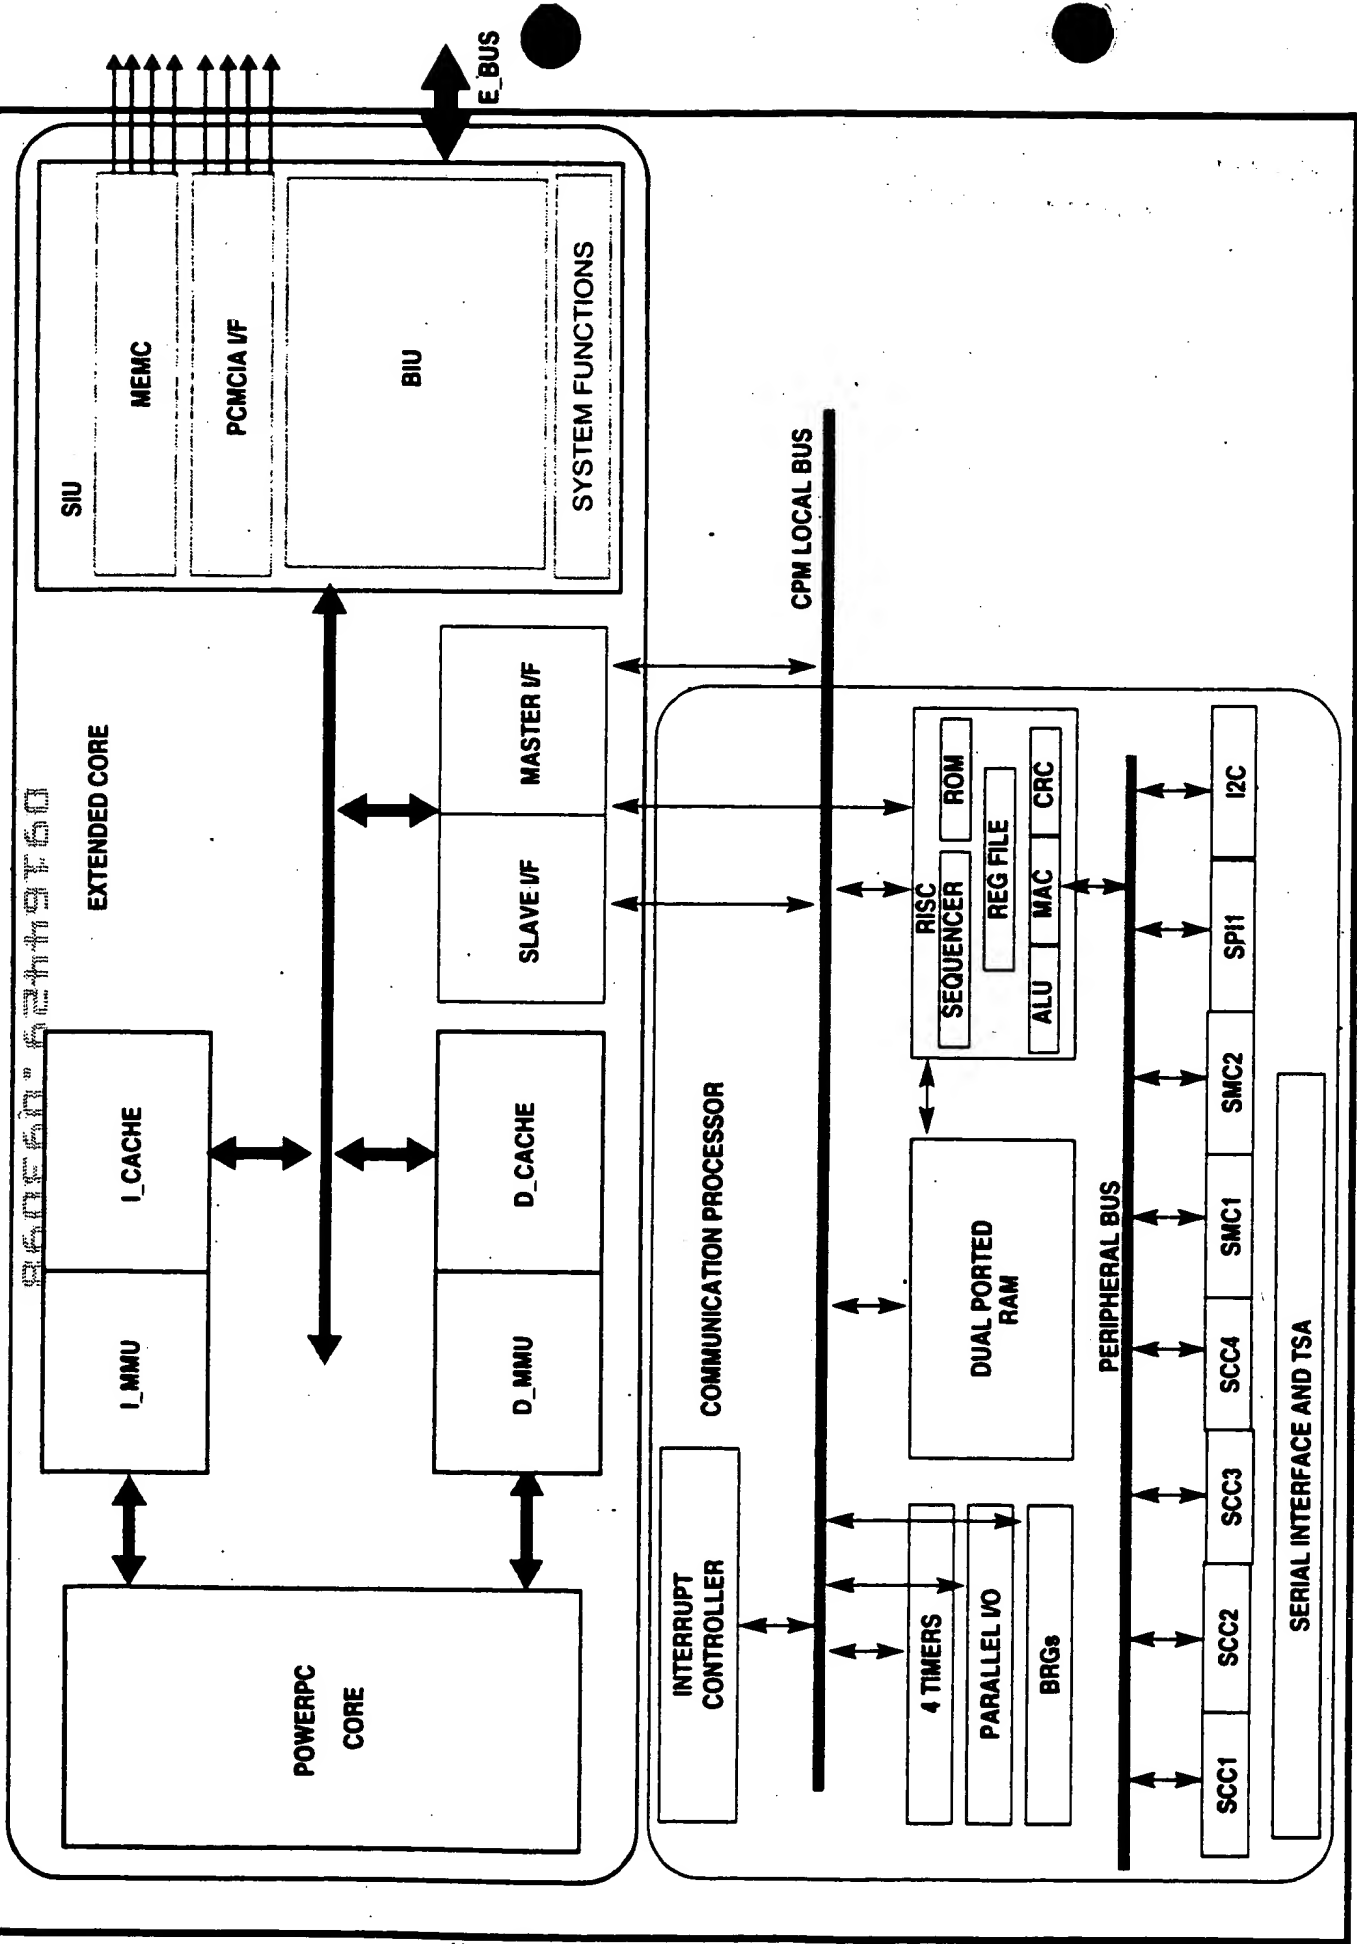 EXTENDED CORE
POWERPC
CORE
I_MMU
I_CACHE
D_MMU
D_CACHE
SLAVE I/F
MASTER I/F
SIU
MEMC
PCMCIA I/F
BIU
SYSTEM FUNCTIONS
E_BUS
COMMUNICATION PROCESSOR
CPM LOCAL BUS
INTERRUPT
CONTROLLER
4 TIMERS
PARALLEL I/O
BRGs
DUAL PORTED
RAM
RISC
SEQUENCER
ROM
REG FILE
ALU
MAC
CRC
PERIPHERAL BUS
SCC1
SCC2
SCC3
SCC4
SMC1
SMC2
SPI1
I2C
SERIAL INTERFACE AND TSA